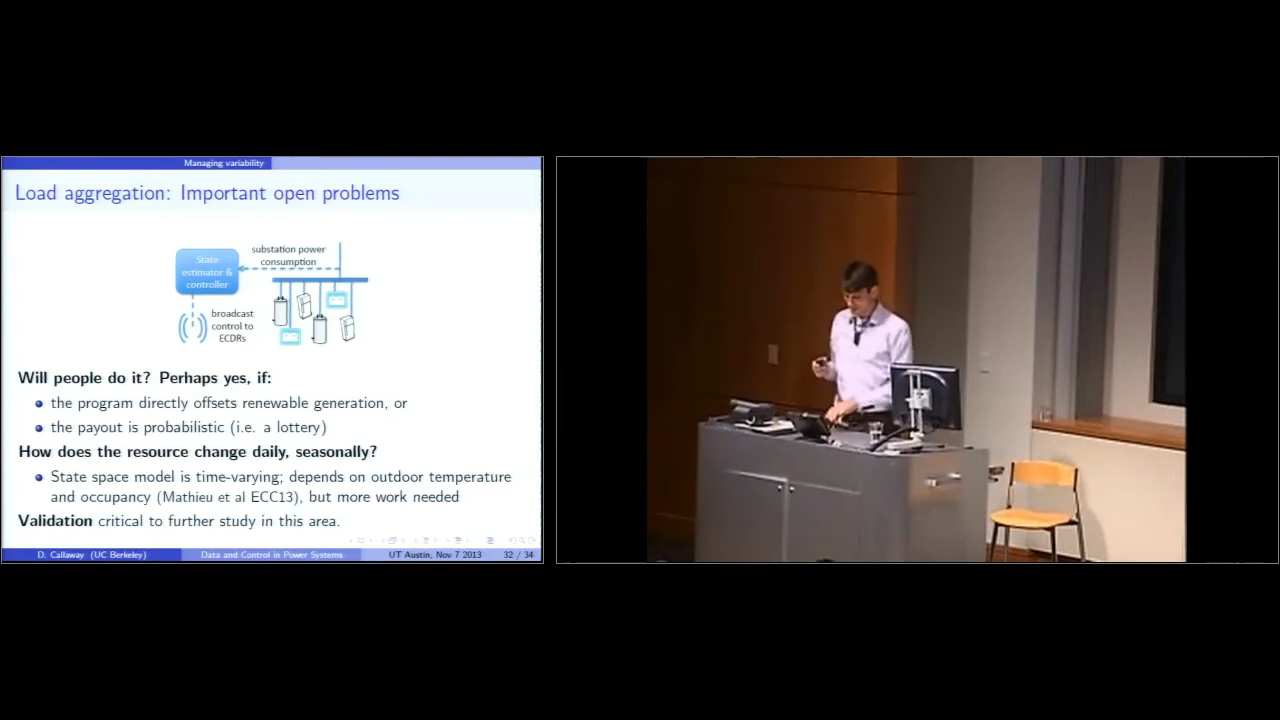 Managing variability
Load aggregation: Important open problems
State
estimator &
controller
substation power
consumption
broadcast
control to
ECDRs
Will people do it? Perhaps yes, if:
the program directly offsets renewable generation, or
the payout is probabilistic (i.e. a lottery)
How does the resource change daily, seasonally?
State space model is time-varying; depends on outdoor temperature
and occupancy (Mathieu et al ECC13), but more work needed
Validation critical to further study in this area.
D. Callaway (UC Berkeley)
Data and Control in Power Systems
UT Austin, Nov 7 2013
32 / 34